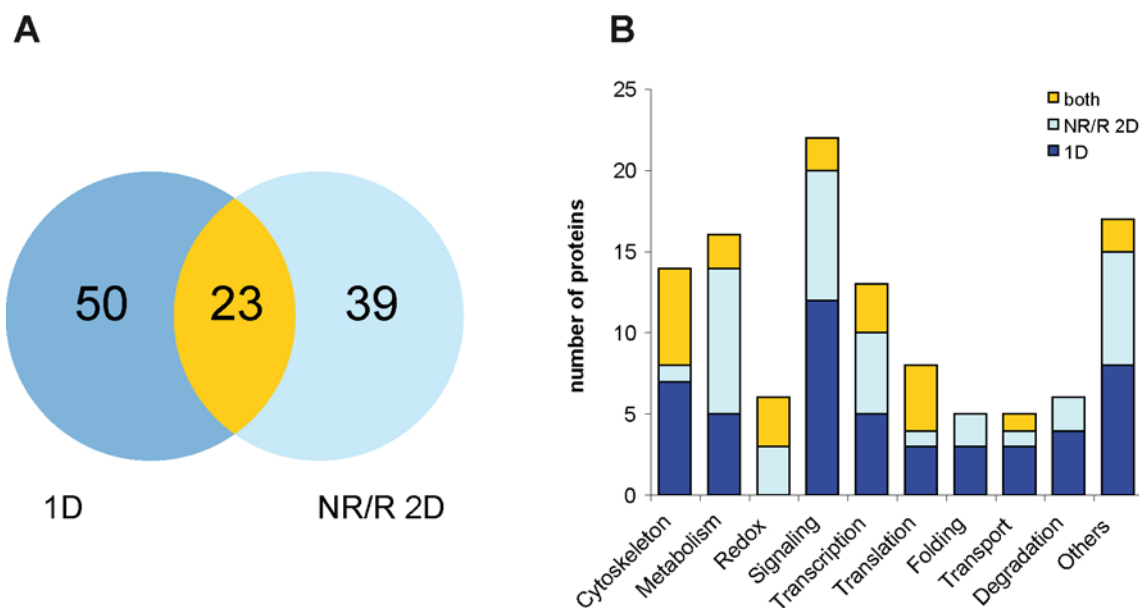 A
50
23
39
1D
NR/R 2D
B
number of proteins
25
20
15
10
5
0
both
NR/R 2D
1D
Cytoskeleton
Metabolism
Redox
Signaling
Transcription
Translation
Folding
Transport
Degradation
Others